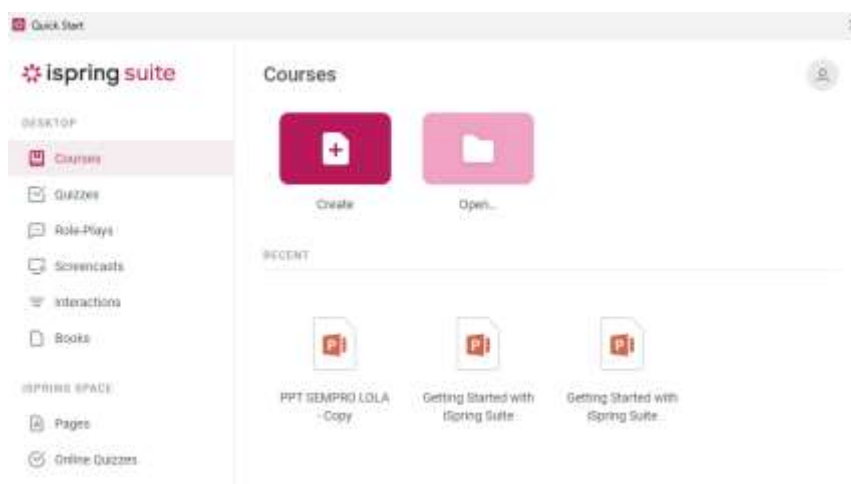 Quick Start
ispring suite
DESKTOP
Courses
Quizzes
Role-Plays
Screencasts
Interactions
Books
ISPRING SPACE
Pages
Online Quizzes
Courses
Create
Open...
RECENT
PPT SEMPRO LOLA
- Copy
Getting Started with
iSpring Suite
Getting Started with
iSpring Suite